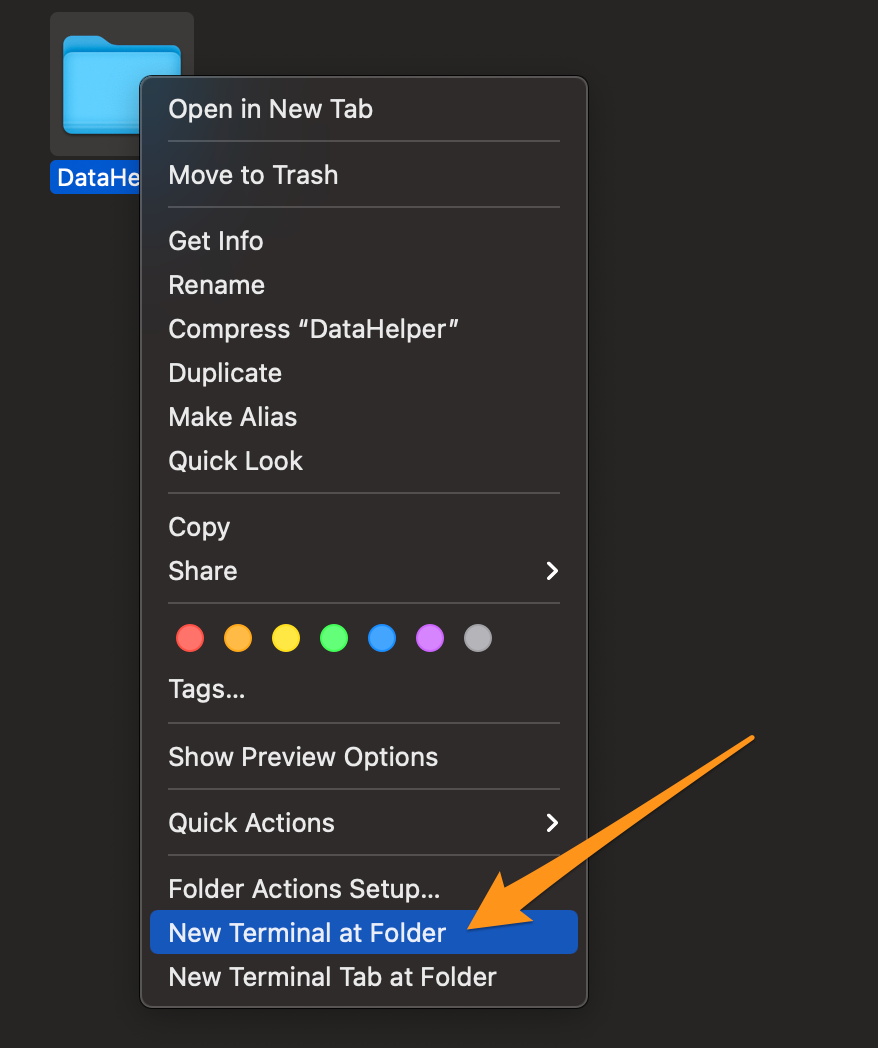 DataHe
Open in New Tab
Move to Trash
Get Info
Rename
Compress “DataHelper”
Duplicate
Make Alias
Quick Look
Copy
Share
Tags...
Show Preview Options
Quick Actions
Folder Actions Setup...
New Terminal at Folder
New Terminal Tab at Folder